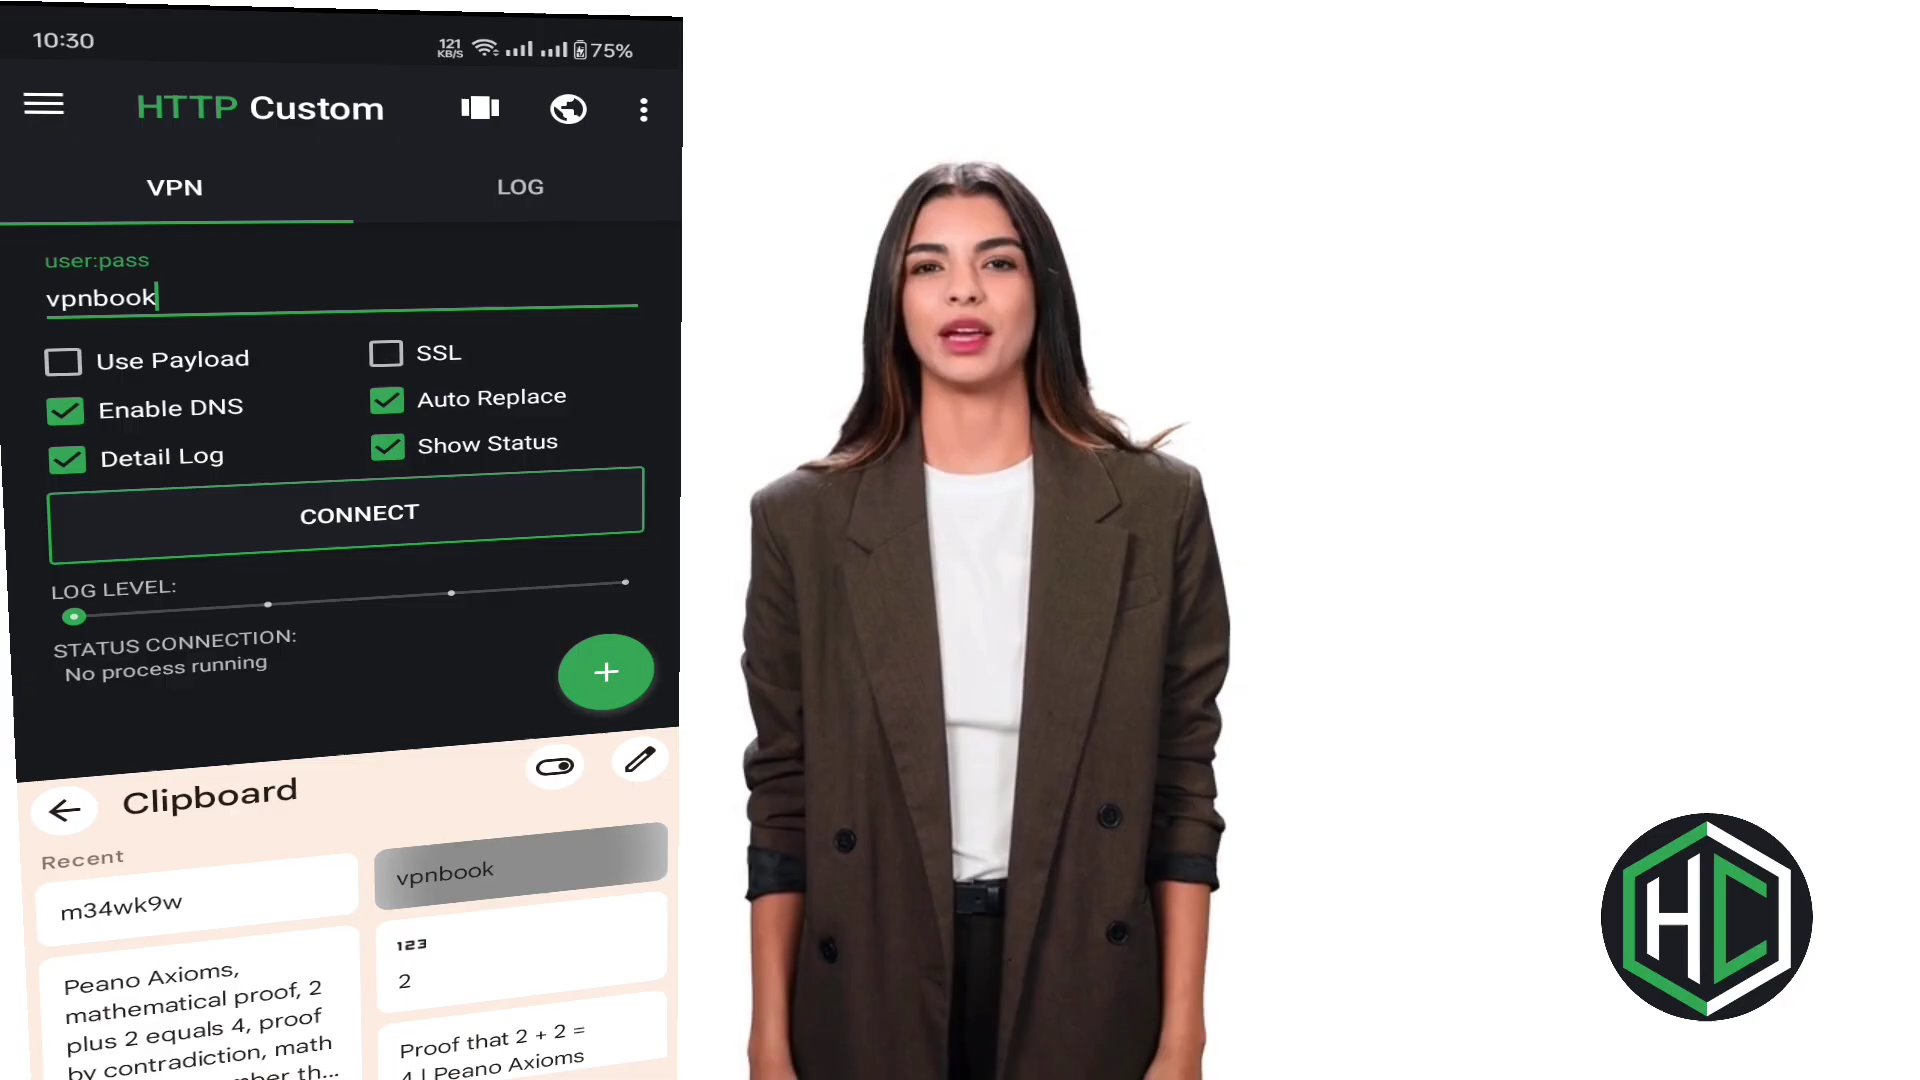 10:30
121
KB/S
75%
HTTP Custom
VPN
LOG
user:pass
vpnbook
Use Payload
SSL
Enable DNS
Auto Replace
Detail Log
Show Status
CONNECT
LOG LEVEL:
STATUS CONNECTION:
No process running
+
Clipboard
Recent
m34wk9w
vpnbook
Peano Axioms,
mathematical proof, 2
plus 2 equals 4, proof
by contradiction, math
123
2
Proof that 2 + 2 =
4 | Peano Axioms
HC